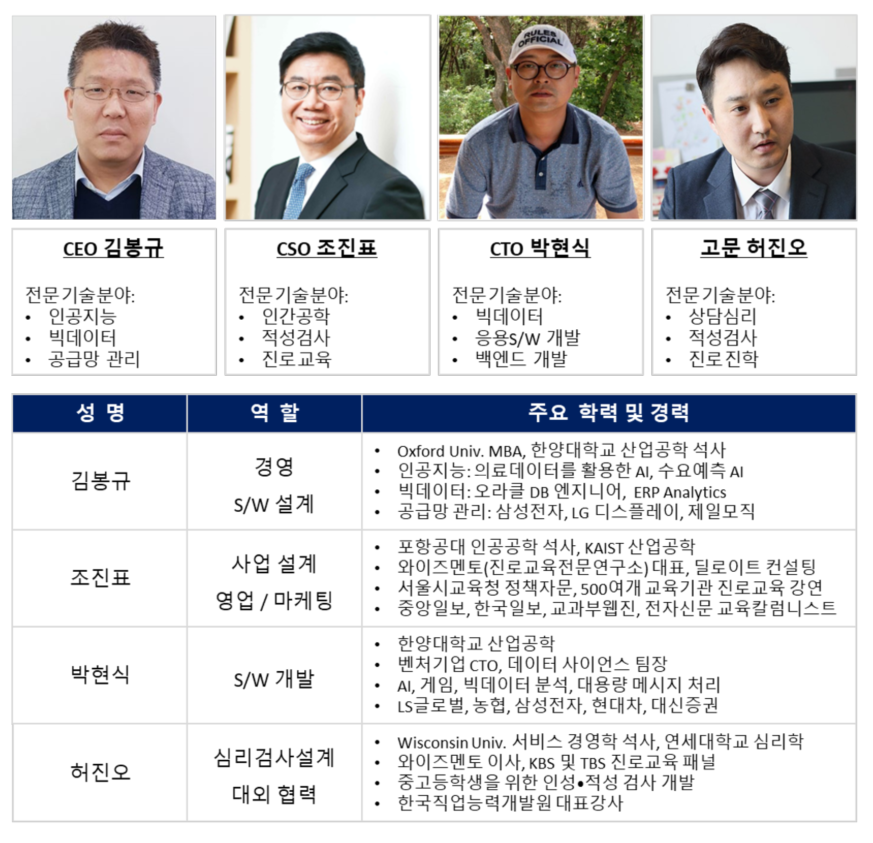 RULES
OFFICIAL
CEO 김봉규
전문기술분야:
• 인공지능
• 빅데이터
• 공급망 관리
CSO 조진표
전문기술분야:
• 인간공학
• 적성검사
• 진로교육
CTO 박현식
전문기술분야:
• 빅데이터
• 응용S/W 개발
• 백엔드 개발
고문 허진오
전문기술분야:
• 상담심리
• 적성검사
• 진로진학
성 명 역 할 주요 학력 및 경력
김봉규
경영
S/W 설계
• Oxford Univ. MBA, 한양대학교 산업공학 석사
• 인공지능: 의료데이터를 활용한 AI, 수요예측 AI
• 빅데이터: 오라클 DB 엔지니어, ERP Analytics
• 공급망 관리: 삼성전자, LG 디스플레이, 제일모직
조진표
사업 설계
영업 / 마케팅
• 포항공대 인공공학 석사, KAIST 산업공학
• 와이즈멘토(진로교육전문연구소) 대표, 딜로이트 컨설팅
• 서울시교육청 정책자문, 500여개 교육기관 진로교육 강연
• 중앙일보, 한국일보, 교과부웹진, 전자신문 교육칼럼니스트
박현식
S/W 개발
• 한양대학교 산업공학
• 벤처기업 CTO, 데이터 사이언스 팀장
• AI, 게임, 빅데이터 분석, 대용량 메시지 처리
• LS글로벌, 농협, 삼성전자, 현대차, 대신증권
허진오
심리검사설계
대외 협력
• Wisconsin Univ. 서비스 경영학 석사, 연세대학교 심리학
• 와이즈멘토 이사, KBS 및 TBS 진로교육 패널
• 중고등학생을 위한 인성•적성 검사 개발
• 한국직업능력개발원 대표강사